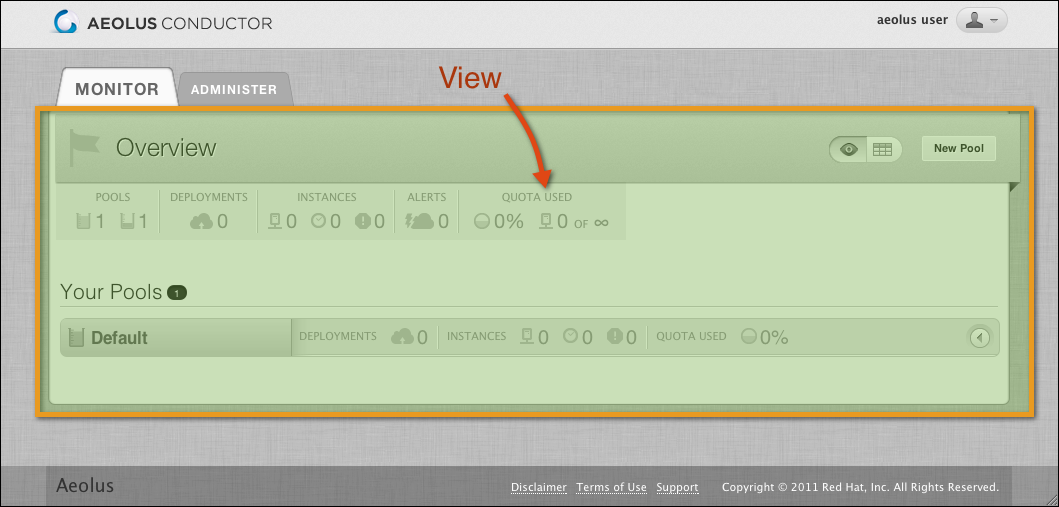 AEOLUS CONDUCTOR
aeolus user
MONITOR
ADMINISTER
View
Overview
New Pool
POOLS
1 1
DEPLOYMENTS
0
INSTANCES
0 0 0
ALERTS
0
QUOTA USED
0% 0 OF ∞
Your Pools 1
Default
DEPLOYMENTS 0 INSTANCES 0 0 0 QUOTA USED 0%
Aeolus
Disclaimer Terms of Use Support Copyright © 2011 Red Hat, Inc. All Rights Reserved.